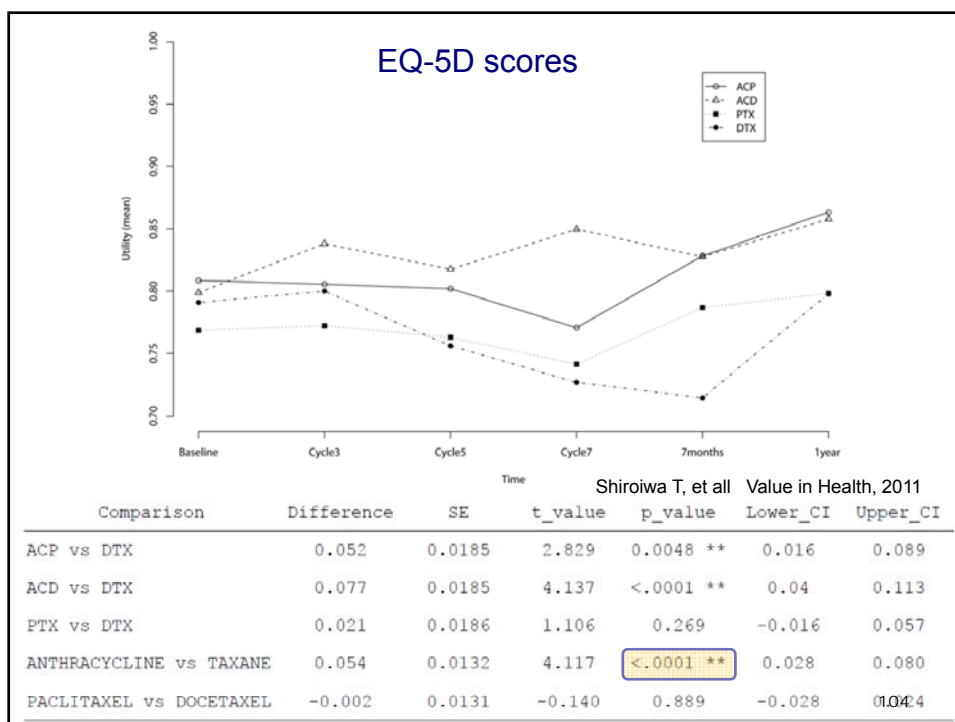 EQ-5D scores
1.00
0.95
0.90
0.85
0.80
0.75
0.70
Utility (mean)
ACP
ACD
PTX
DTX
Baseline Cycle3 Cycle5 Cycle7 7months 1year
Time
Shiroiwa T, et all Value in Health, 2011
Comparison Difference SE t_value p_value Lower_CI Upper_CI
ACP vs DTX 0.052 0.0185 2.829 0.0048 ** 0.016 0.089
ACD vs DTX 0.077 0.0185 4.137 <.0001 ** 0.04 0.113
PTX vs DTX 0.021 0.0186 1.106 0.269 -0.016 0.057
ANTHRACYCLINE vs TAXANE 0.054 0.0132 4.117 <.0001 ** 0.028 0.080
PACLITAXEL vs DOCETAXEL -0.002 0.0131 -0.140 0.889 -0.028
104